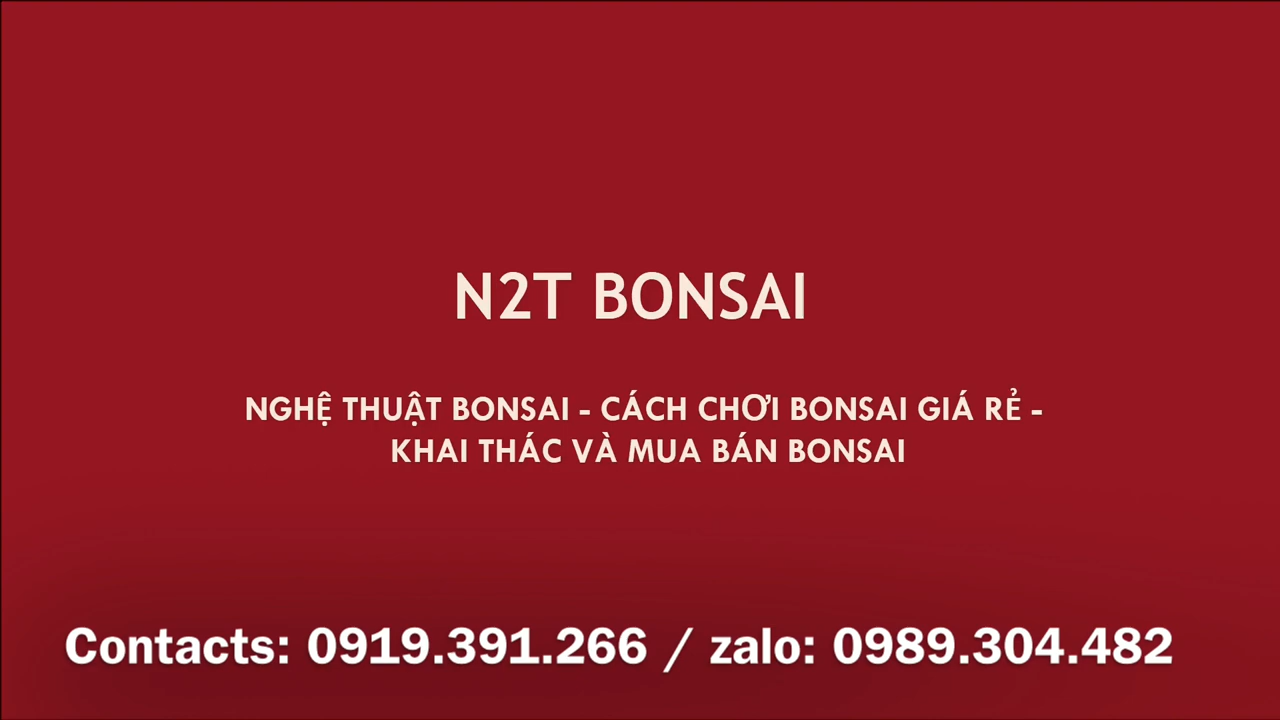 N2T BONSAI
NGHỆ THUẬT BONSAI - CÁCH CHƠI BONSAI GIÁ RẺ -
KHAI THÁC VÀ MUA BÁN BONSAI
Contacts: 0919.391.266 / zalo: 0989.304.482